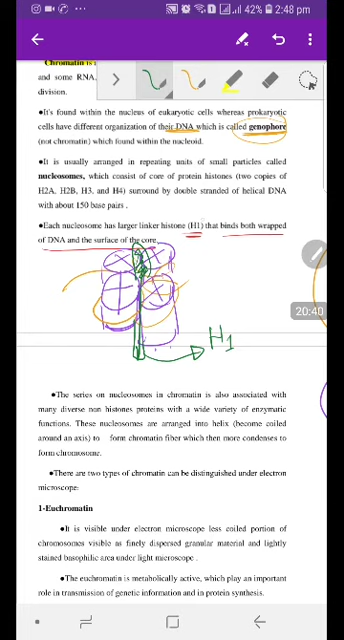 42% 2:48 pm
Chromatin is
and some RNA,
division.
●It's found within the nucleus of eukaryotic cells whereas prokaryotic
cells have different organization of their DNA which is called genophore
(not chromatin) which found within the nucleoid.
●It is usually arranged in repeating units of small particles called
nucleosomes, which consist of core of protein histones (two copies of
H2A, H2B, H3, and H4) surround by double stranded of helical DNA
with about 150 base pairs .
●Each nucleosome has larger linker histone (H1) that binds both wrapped
of DNA and the surface of the core.
20:40
H1
●The series on nucleosomes in chromatin is also associated with
many diverse non histones proteins with a wide variety of enzymatic
functions. These nucleosomes are arranged into helix (become coiled
around an axis) to form chromatin fiber which then more condenses to
form chromosome.
●There are two types of chromatin can be distinguished under electron
microscope:
1-Euchromatin
●It is visible under electron microscope less coiled portion of
chromosomes visible as finely dispersed granular material and lightly
stained basophilic area under light microscope .
●The euchromatin is metabolically active, which play an important
role in transmission of genetic information and in protein synthesis.